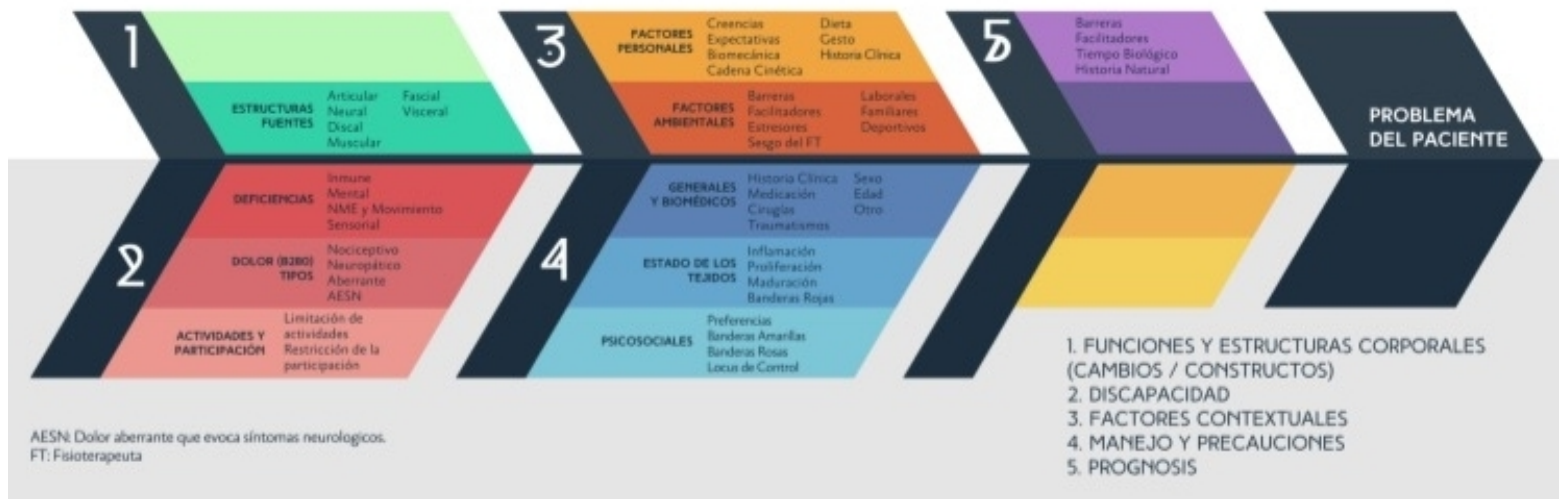 1
ESTRUCTURAS
FUENTES
Articular
Neural
Discal
Muscular
Fascial
Visceral
2
DEFICIENCIAS
Inmune
Mental
NME y Movimiento
Sensorial
DOLOR (B280)
TIPOS
Nociceptivo
Neuropático
Aberrante
AESN
ACTIVIDADES Y
PARTICIPACIÓN
Limitación de
actividades
Restricción de la
participación
3
FACTORES
PERSONALES
Creencias
Expectativas
Biomecánica
Cadena Cinética
Dieta
Gesto
Historia Clínica
FACTORES
AMBIENTALES
Barreras
Facilitadores
Estresores
Sesgo del FT
Laborales
Familiares
Deportivos
4
GENERALES
Y BIOMÉDICOS
Historia Clínica
Medicación
Cirugías
Traumatismos
Sexo
Edad
Otro
ESTADO DE LOS
TEJIDOS
Inflamación
Proliferación
Maduración
Banderas Rojas
PSICOSOCIALES
Preferencias
Banderas Amarillas
Banderas Rosas
Locus de Control
5
Barreras
Facilitadores
Tiempo Biológico
Historia Natural
PROBLEMA
DEL PACIENTE
1. FUNCIONES Y ESTRUCTURAS CORPORALES
(CAMBIOS / CONSTRUCTOS)
2. DISCAPACIDAD
3. FACTORES CONTEXTUALES
4. MANEJO Y PRECAUCIONES
5. PROGNOSIS
AESN: Dolor aberrante que evoca síntomas neurologicos.
FT: Fisioterapeuta